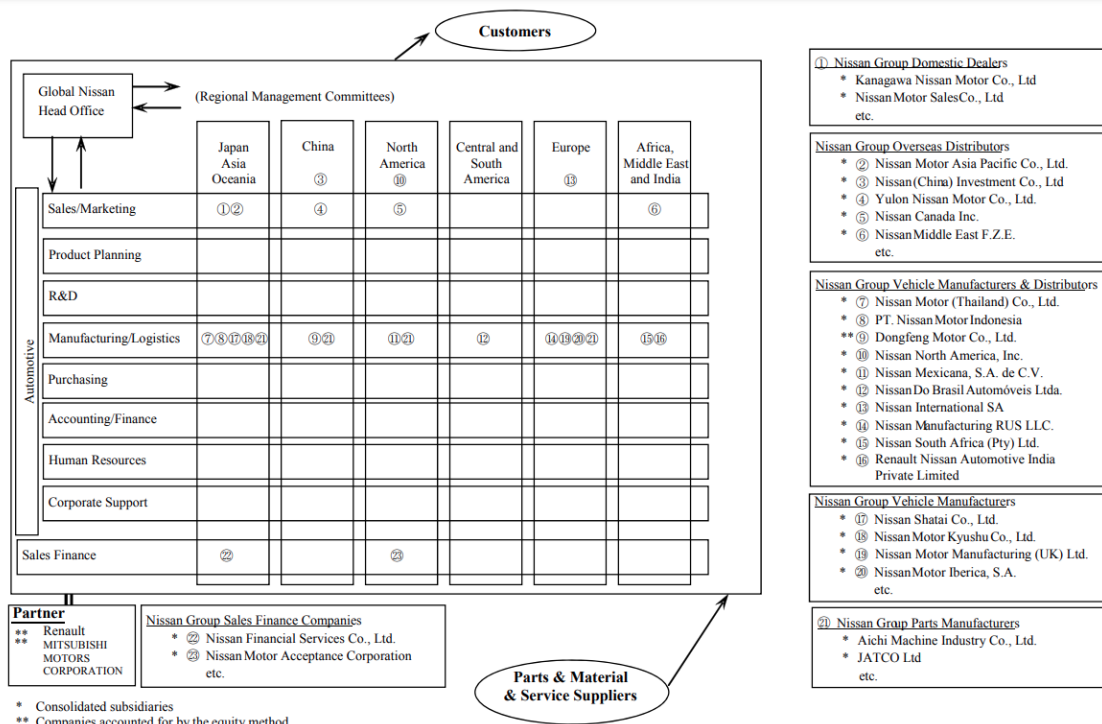 Customers
Global Nissan
Head Office
(Regional Management Committees)
Japan
Asia
Oceania
China
③
North
America
⑩
Central and
South
America
Europe
⑬
Africa,
Middle East
and India
Automotive
Sales/Marketing ①② ④ ⑤ ⑥
Product Planning
R&D
Manufacturing/Logistics ⑦⑧⑰⑱㉑ ⑨㉑ ⑪㉑ ⑫ ⑭⑲⑳㉑ ⑮⑯
Purchasing
Accounting/Finance
Human Resources
Corporate Support
Sales Finance ㉒ ㉓
Partner
** Renault
** MITSUBISHI
MOTORS
CORPORATION
Nissan Group Sales Finance Companies
* ㉒ Nissan Financial Services Co., Ltd.
* ㉓ Nissan Motor Acceptance Corporation
etc.
Parts & Material
& Service Suppliers
* Consolidated subsidiaries
** Companies accounted for by the equity method
① Nissan Group Domestic Dealers
* Kanagawa Nissan Motor Co., Ltd
* Nissan Motor SalesCo., Ltd
etc.
Nissan Group Overseas Distributors
* ② Nissan Motor Asia Pacific Co., Ltd.
* ③ Nissan (China) Investment Co., Ltd
* ④ Yulon Nissan Motor Co., Ltd.
* ⑤ Nissan Canada Inc.
* ⑥ Nissan Middle East F.Z.E.
etc.
Nissan Group Vehicle Manufacturers & Distributors
* ⑦ Nissan Motor (Thailand) Co., Ltd.
* ⑧ PT. Nissan Motor Indonesia
** ⑨ Dongfeng Motor Co., Ltd.
* ⑩ Nissan North America, Inc.
* ⑪ Nissan Mexicana, S.A. de C.V.
* ⑫ Nissan Do Brasil Automóveis Ltda.
* ⑬ Nissan International SA
* ⑭ Nissan Manufacturing RUS LLC.
* ⑮ Nissan South Africa (Pty) Ltd.
* ⑯ Renault Nissan Automotive India
Private Limited
Nissan Group Vehicle Manufacturers
* ⑰ Nissan Shatai Co., Ltd.
* ⑱ Nissan Motor Kyushu Co., Ltd.
* ⑲ Nissan Motor Manufacturing (UK) Ltd.
* ⑳ Nissan Motor Iberica, S.A.
etc.
㉑ Nissan Group Parts Manufacturers
* Aichi Machine Industry Co., Ltd.
* JATCO Ltd
etc.